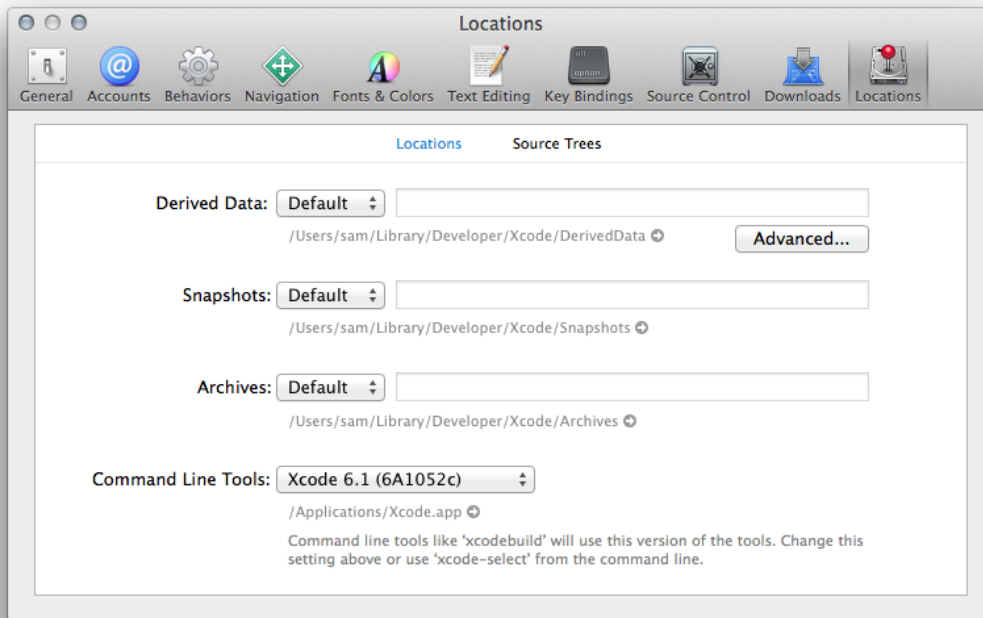 Locations
General Accounts Behaviors Navigation Fonts & Colors Text Editing Key Bindings Source Control Downloads Locations
alt
option
Locations Source Trees
Derived Data: Default
/Users/sam/Library/Developer/Xcode/DerivedData
Advanced...
Snapshots: Default
/Users/sam/Library/Developer/Xcode/Snapshots
Archives: Default
/Users/sam/Library/Developer/Xcode/Archives
Command Line Tools: Xcode 6.1 (6A1052c)
/Applications/Xcode.app
Command line tools like ‘xcodebuild’ will use this version of the tools. Change this
setting above or use ‘xcode-select’ from the command line.